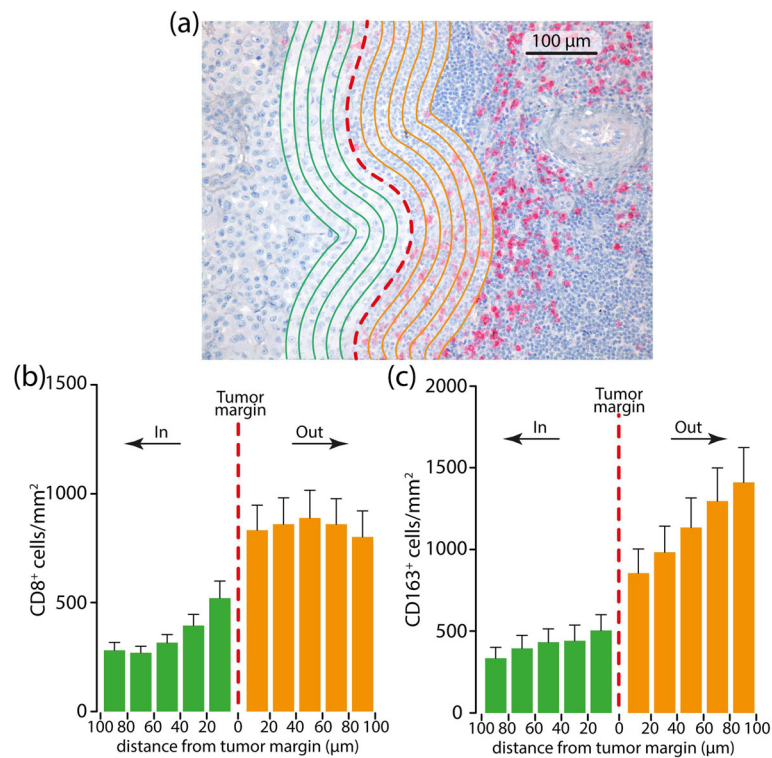 (a)
100 µm
(b)
1500
1000
500
0
CD8⁺ cells/mm²
In
Tumor
margin
Out
100 80 60 40 20 0 20 40 60 80 100
distance from tumor margin (µm)
(c)
2000
1500
1000
500
0
CD163⁺ cells/mm²
In
Tumor
margin
Out
100 80 60 40 20 0 20 40 60 80 100
distance from tumor margin (µm)